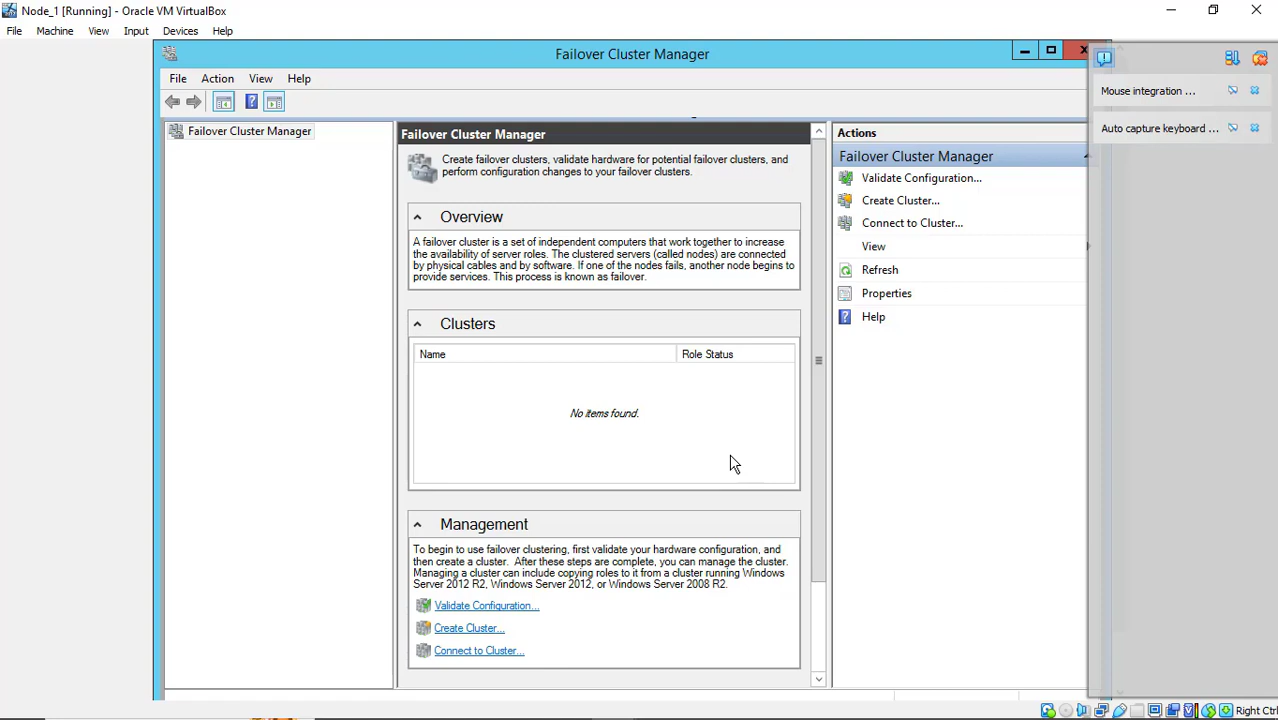 Node_1 [Running] - Oracle VM VirtualBox
File Machine View Input Devices Help
Failover Cluster Manager
File Action View Help
Mouse integration ...
Auto capture keyboard ...
Failover Cluster Manager
Failover Cluster Manager
Create failover clusters, validate hardware for potential failover clusters, and
perform configuration changes to your failover clusters.
Overview
A failover cluster is a set of independent computers that work together to increase
the availability of server roles. The clustered servers (called nodes) are connected
by physical cables and by software. If one of the nodes fails, another node begins to
provide services. This process is known as failover.
Clusters
Name Role Status
No items found.
Management
To begin to use failover clustering, first validate your hardware configuration, and
then create a cluster. After these steps are complete, you can manage the cluster.
Managing a cluster can include copying roles to it from a cluster running Windows
Server 2012 R2, Windows Server 2012, or Windows Server 2008 R2.
Validate Configuration...
Create Cluster...
Connect to Cluster...
Actions
Failover Cluster Manager
Validate Configuration...
Create Cluster...
Connect to Cluster...
View
Refresh
Properties
Help
Right Ctrl